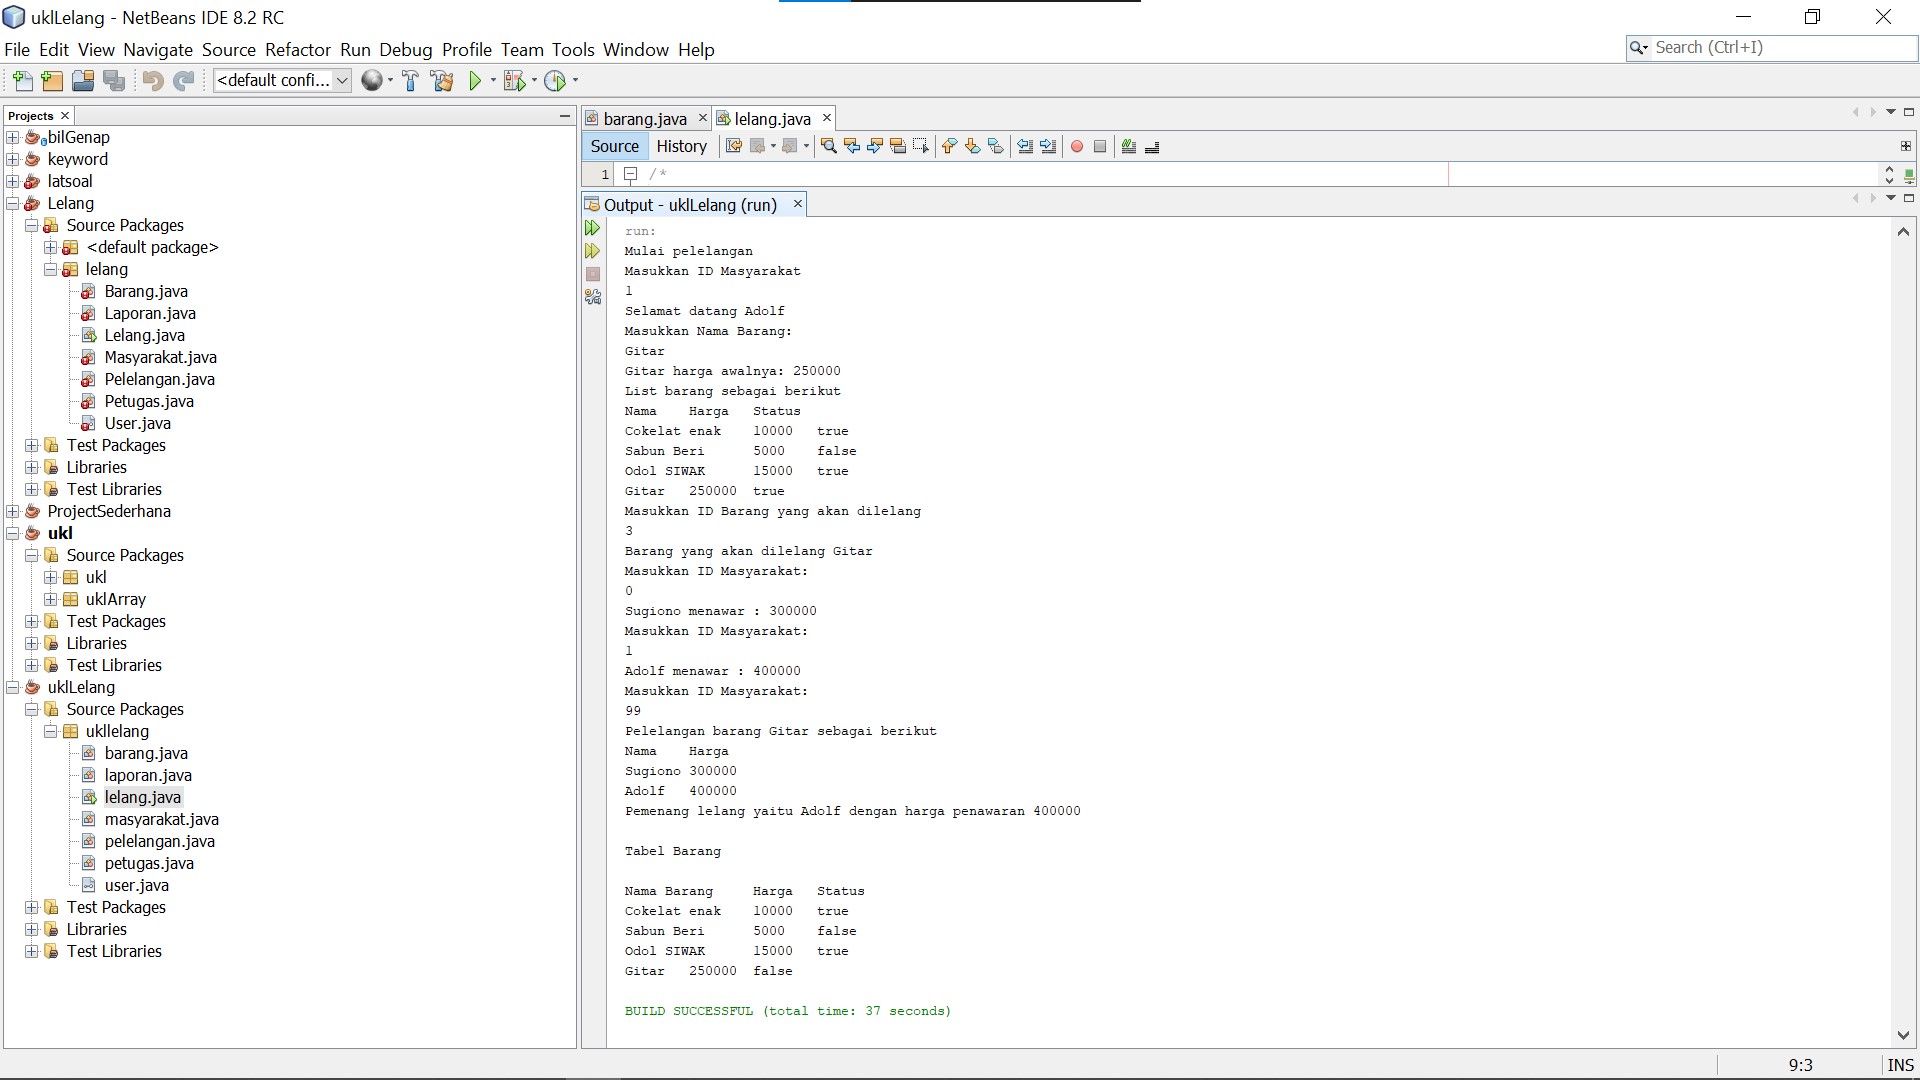 uklLelang - NetBeans IDE 8.2 RC
File Edit View Navigate Source Refactor Run Debug Profile Team Tools Window Help
Search (Ctrl+I)
<default confi...
Projects
bilGenap
keyword
latsoal
Lelang
Source Packages
<default package>
lelang
Barang.java
Laporan.java
Lelang.java
Masyarakat.java
Pelelangan.java
Petugas.java
User.java
Test Packages
Libraries
Test Libraries
ProjectSederhana
ukl
Source Packages
ukl
uklArray
Test Packages
Libraries
Test Libraries
uklLelang
Source Packages
ukllelang
barang.java
laporan.java
lelang.java
masyarakat.java
pelelangan.java
petugas.java
user.java
Test Packages
Libraries
Test Libraries
barang.java lelang.java
Source History
1 /*
Output - uklLelang (run)
run:
Mulai pelelangan
Masukkan ID Masyarakat
1
Selamat datang Adolf
Masukkan Nama Barang:
Gitar
Gitar harga awalnya: 250000
List barang sebagai berikut
Nama Harga Status
Cokelat enak 10000 true
Sabun Beri 5000 false
Odol SIWAK 15000 true
Gitar 250000 true
Masukkan ID Barang yang akan dilelang
3
Barang yang akan dilelang Gitar
Masukkan ID Masyarakat:
0
Sugiono menawar : 300000
Masukkan ID Masyarakat:
1
Adolf menawar : 400000
Masukkan ID Masyarakat:
99
Pelelangan barang Gitar sebagai berikut
Nama Harga
Sugiono 300000
Adolf 400000
Pemenang lelang yaitu Adolf dengan harga penawaran 400000
Tabel Barang
Nama Barang Harga Status
Cokelat enak 10000 true
Sabun Beri 5000 false
Odol SIWAK 15000 true
Gitar 250000 false
BUILD SUCCESSFUL (total time: 37 seconds)
9:3 INS